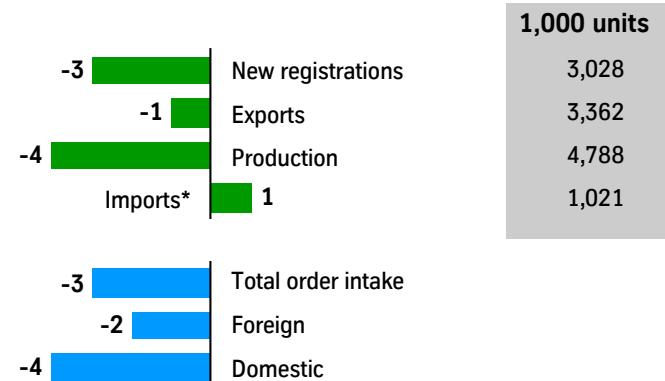 1,000 units
-3 New registrations 3,028
-1 Exports 3,362
-4 Production 4,788
Imports* 1 1,021
-3 Total order intake
-2 Foreign
-4 Domestic